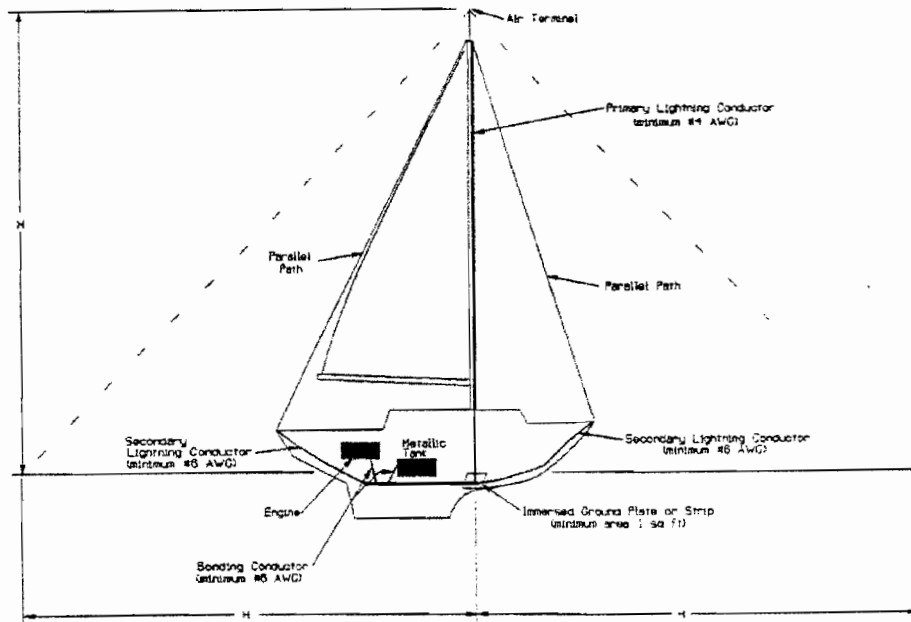 Air Terminal
Primary Lightning Conductor
(minimum #4 AWG)
H
Parallel
Path
Parallel Path
Secondary
Lightning Conductor
(minimum #6 AWG)
Metallic
Tank
Secondary Lightning Conductor
(minimum #6 AWG)
Engine
Immersed Ground Plate or Strip
(minimum area 1 sq ft)
Bonding Conductor
(minimum #6 AWG)
H
H